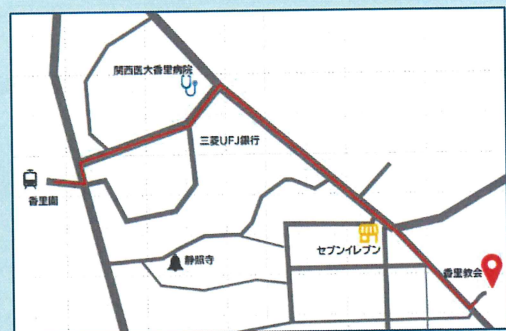 関西医大香里病院
三菱UFJ銀行
香里園
セブンイレブン
静照寺
香里教会